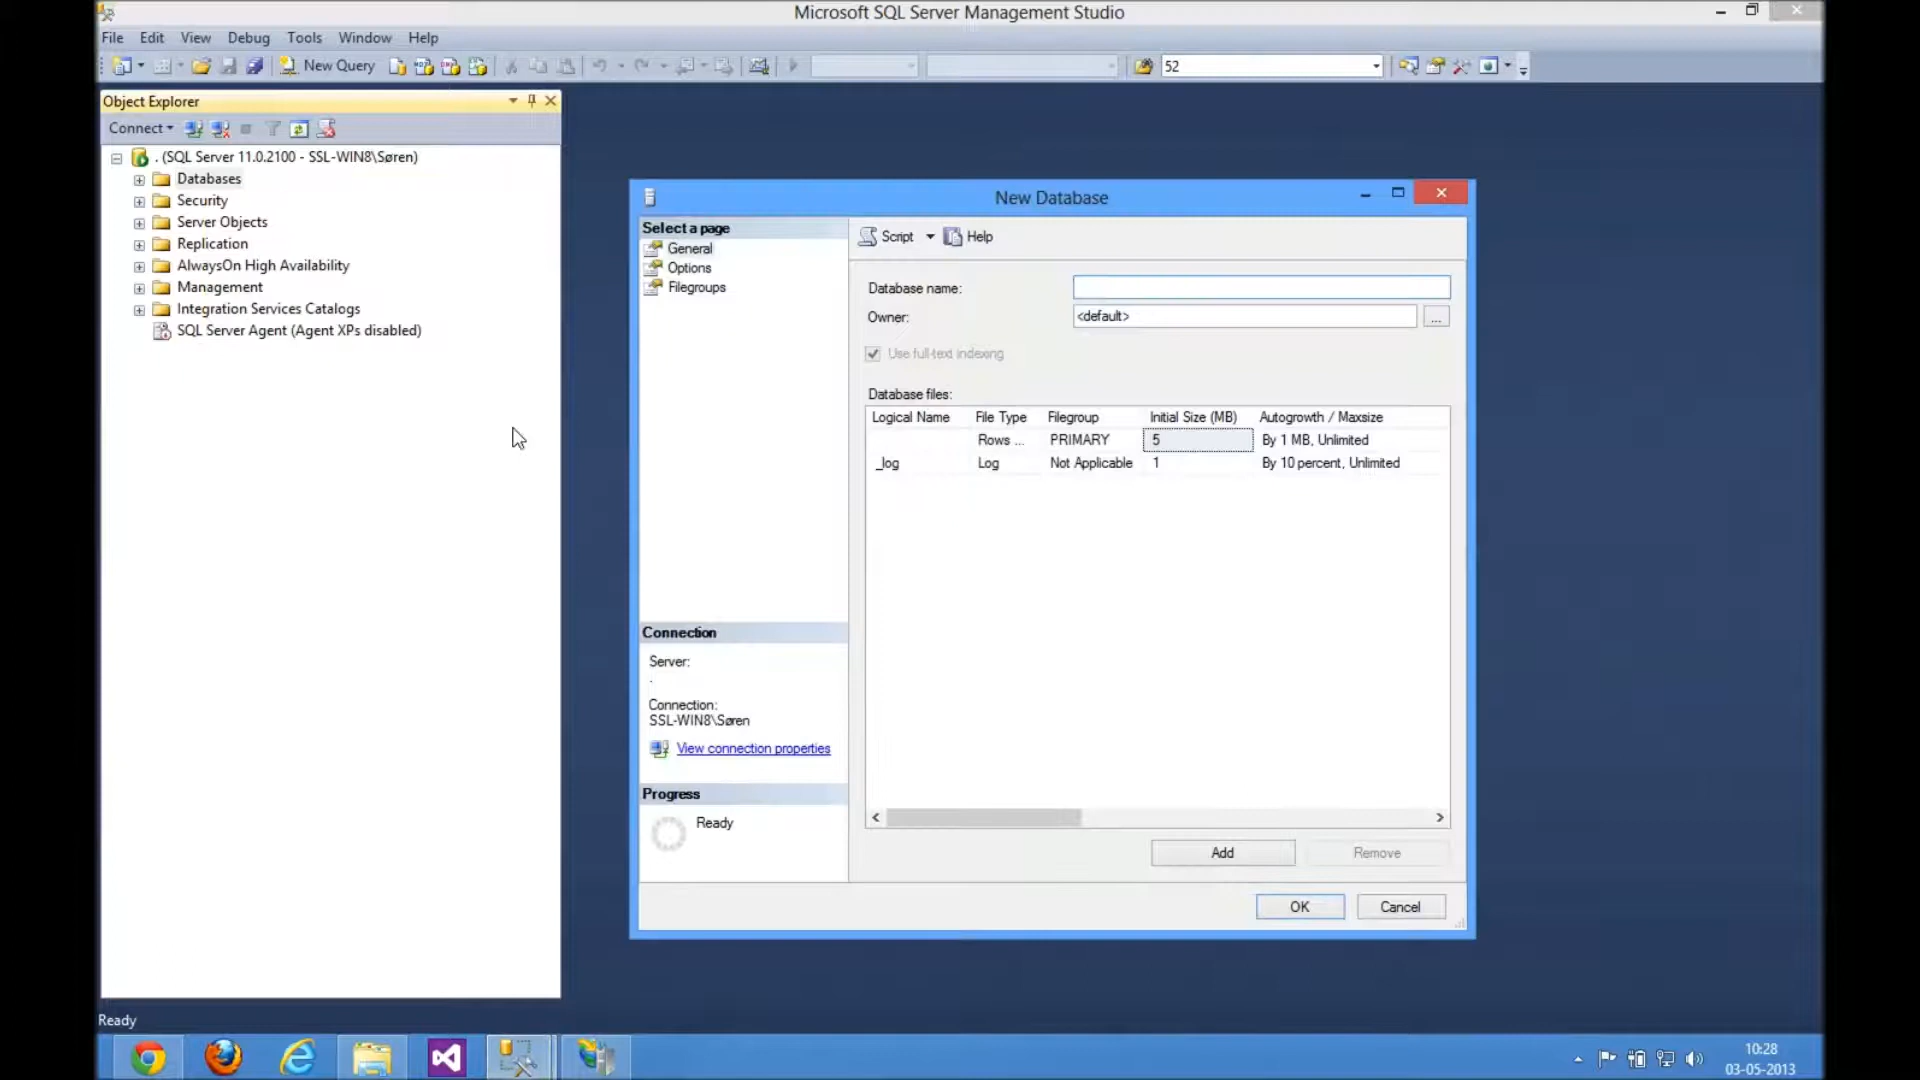 Microsoft SQL Server Management Studio
File Edit View Debug Tools Window Help
New Query
52
Object Explorer
Connect
. (SQL Server 11.0.2100 - SSL-WIN8\Søren)
Databases
Security
Server Objects
Replication
AlwaysOn High Availability
Management
Integration Services Catalogs
SQL Server Agent (Agent XPs disabled)
New Database
Select a page
General
Options
Filegroups
Script Help
Database name:
Owner: <default> ...
Use full-text indexing
Database files:
Logical Name File Type Filegroup Initial Size (MB) Autogrowth / Maxsize
Rows ... PRIMARY 5 By 1 MB, Unlimited
_log Log Not Applicable 1 By 10 percent, Unlimited
Connection
Server:
.
Connection:
SSL-WIN8\Søren
View connection properties
Progress
Ready
Add Remove
OK Cancel
Ready
10:28
03-05-2013